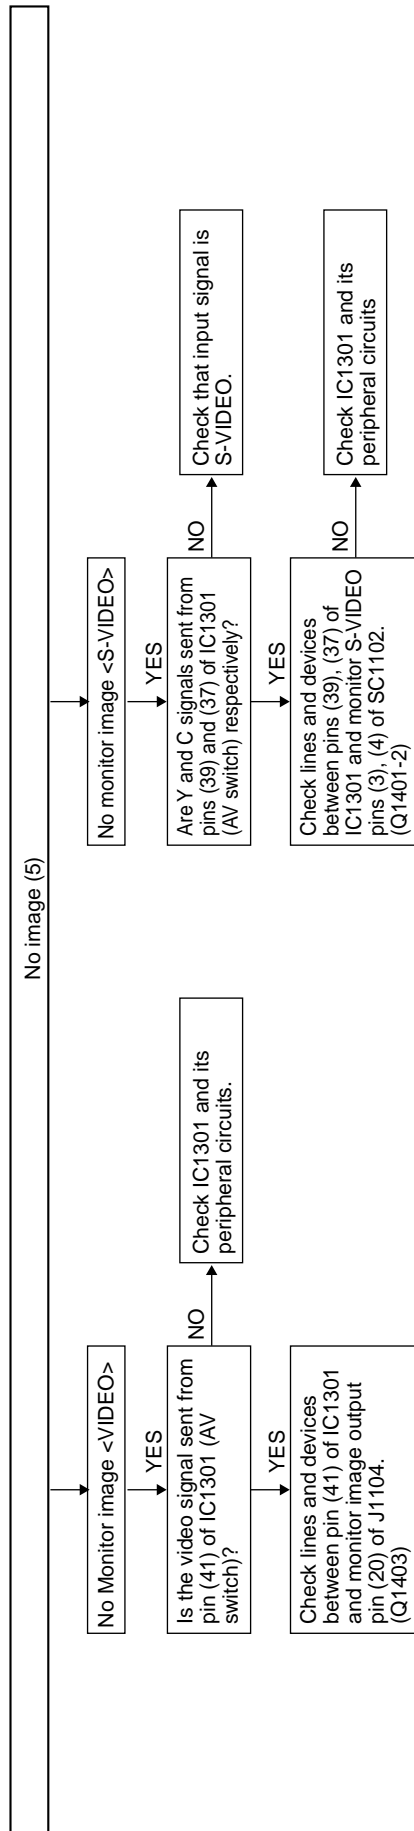 No image (5)
No Monitor image <VIDEO>
YES
Is the video signal sent from
pin (41) of IC1301 (AV
switch)?
NO
Check IC1301 and its
peripheral circuits.
YES
Check lines and devices
between pin (41) of IC1301
and monitor image output
pin (20) of J1104.
(Q1403)
No monitor image <S-VIDEO>
YES
Are Y and C signals sent from
pins (39) and (37) of IC1301
(AV switch) respectively?
NO
Check that input signal is
S-VIDEO.
YES
Check lines and devices
between pins (39), (37) of
IC1301 and monitor S-VIDEO
pins (3), (4) of SC1102.
(Q1401-2)
NO
Check IC1301 and its
peripheral circuits